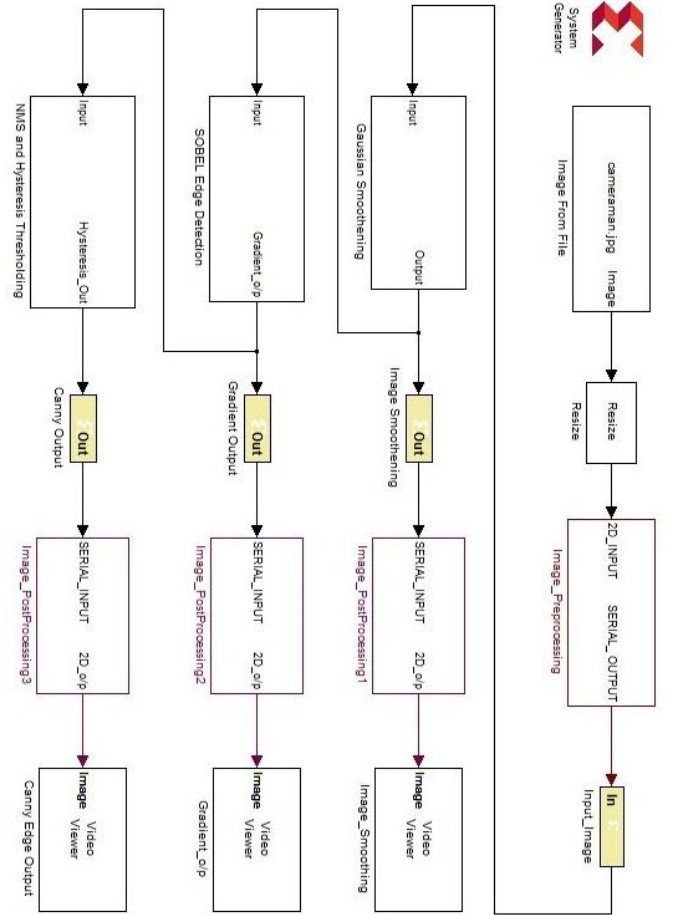 System
Generator
cameraman.jpg Image
Image From File
Resize
Resize
2D_INPUT SERIAL_OUTPUT
Image_Preprocessing
In
Input_Image
Input Output
Gaussian Smoothening
Out
Image Smoothening
SERIAL_INPUT 2D_o/p
Image_PostProcessing1
Image Video
Viewer
Image_Smoothing
Input Gradient_o/p
SOBEL Edge Detection
Out
Gradient Output
SERIAL_INPUT 2D_o/p
Image_PostProcessing2
Image Video
Viewer
Gradient_o/p
Input Hysteresis_Out
NMS and Hysteresis Thresholding
Out
Canny Output
SERIAL_INPUT 2D_o/p
Image_PostProcessing3
Image Video
Viewer
Canny Edge Output